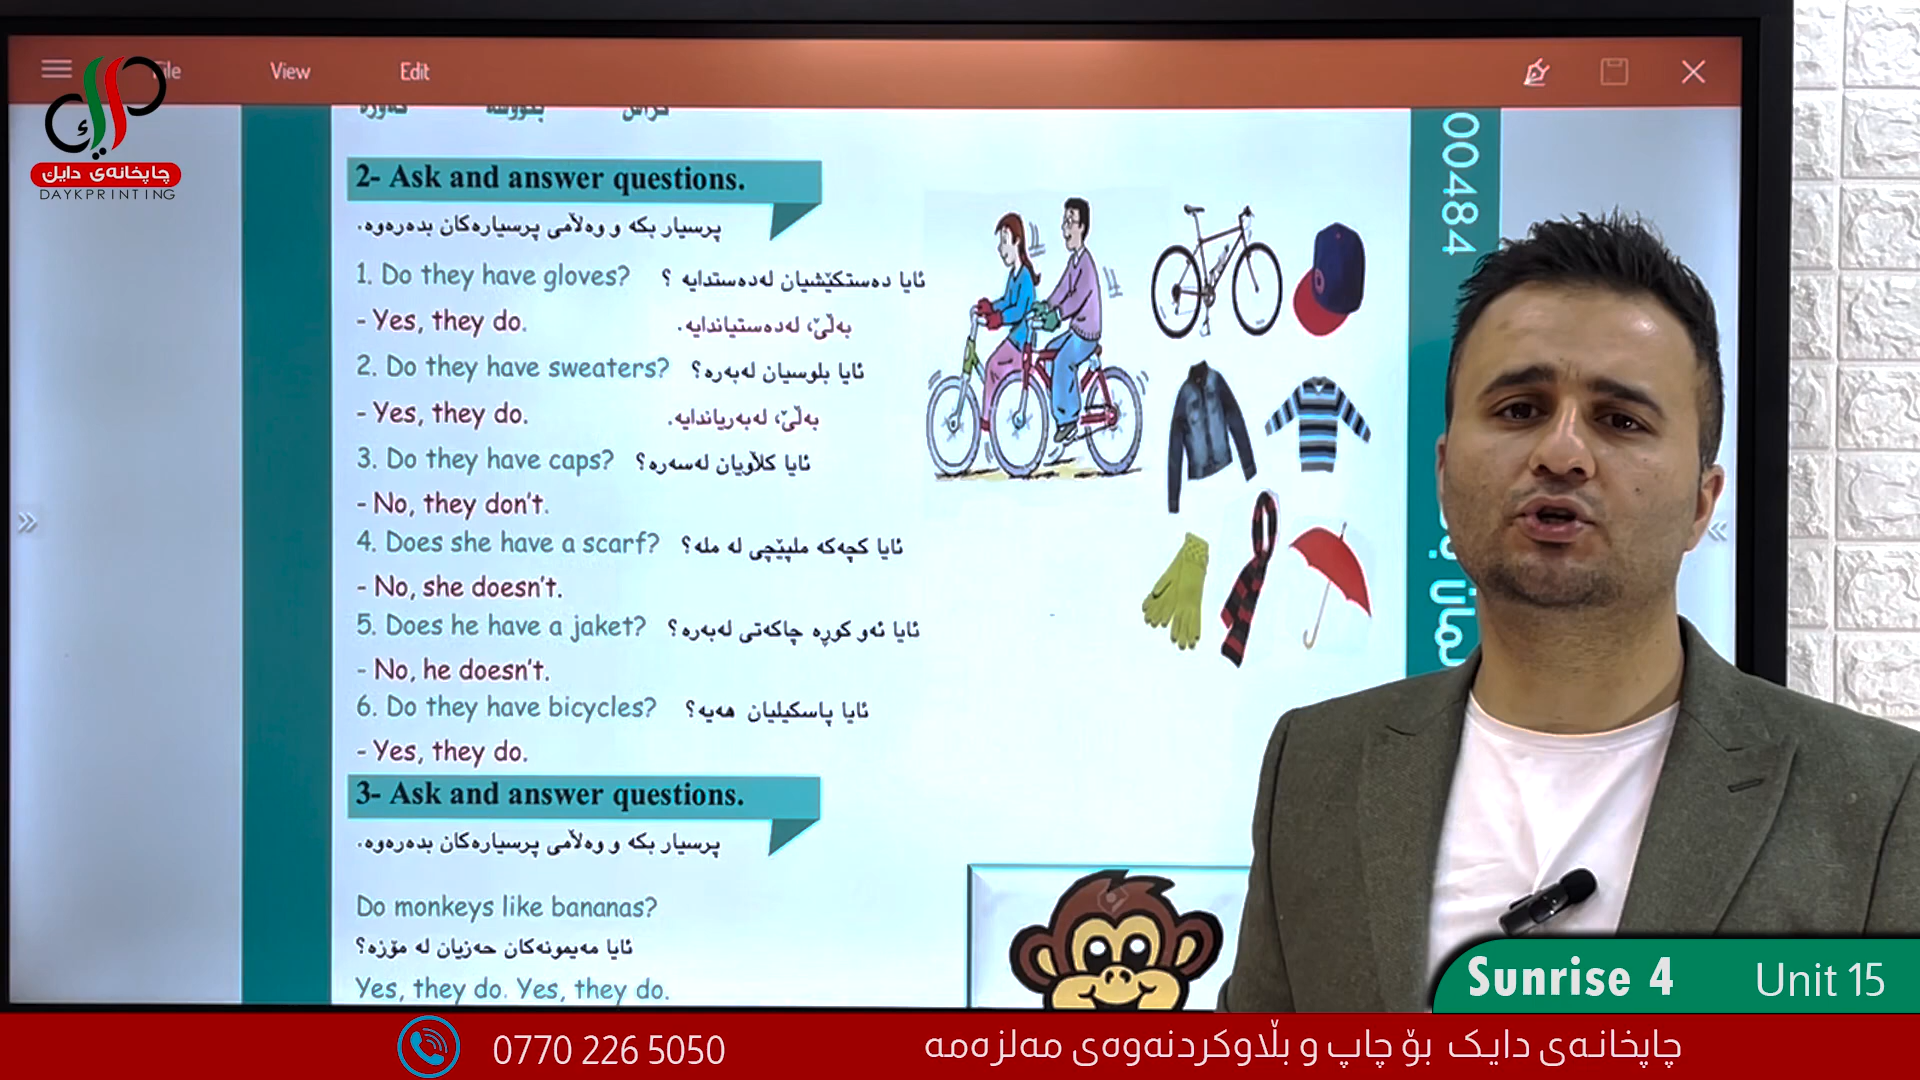 File View Edit
چاپخانەی دایك
DAYKPRINTING
2- Ask and answer questions.
پرسیار بکە و وەڵامی پرسیارەکان بدەرەوە.
1. Do they have gloves? ئایا دەستکێشیان لەدەستدایە ؟
- Yes, they do. بەڵێ، لەدەستیاندایە.
2. Do they have sweaters? ئایا بلوسیان لەبەرە؟
- Yes, they do. بەڵێ، لەبەریاندایە.
3. Do they have caps? ئایا کڵاویان لەسەرە؟
- No, they don't.
4. Does she have a scarf? ئایا کچەکە ملپێچی لە ملە؟
- No, she doesn't.
5. Does he have a jaket? ئایا ئەو کوڕە چاکەتی لەبەرە؟
- No, he doesn't.
6. Do they have bicycles? ئایا پاسکیلیان هەیە؟
- Yes, they do.
3- Ask and answer questions.
پرسیار بکە و وەڵامی پرسیارەکان بدەرەوە.
Do monkeys like bananas?
ئایا مەیمونەکان حەزیان لە مۆزە؟
Yes, they do. Yes, they do.
00484
Sunrise 4 Unit 15
0770 226 5050
چاپخانەی دایک بۆ چاپ و بڵاوکردنەوەی مەلزەمە